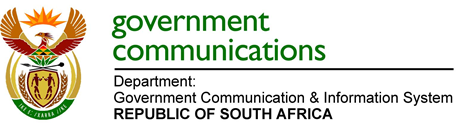 government
communications
Department:
Government Communication & Information System
REPUBLIC OF SOUTH AFRICA